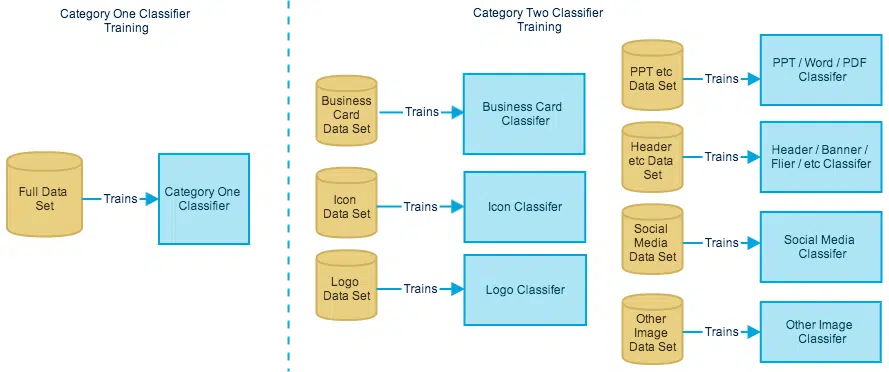 Category One Classifier
Training
Full Data
Set
Trains
Category One
Classifier
Category Two Classifier
Training
Business
Card
Data Set
Trains
Business Card
Classifer
Icon
Data Set
Trains
Icon Classifer
Logo
Data Set
Trains
Logo Classifer
PPT etc
Data Set
Trains
PPT / Word / PDF
Classifer
Header
etc Data
Set
Trains
Header / Banner /
Flier / etc Classifer
Social
Media
Data Set
Trains
Social Media
Classifer
Other
Image
Data Set
Trains
Other Image
Classifer